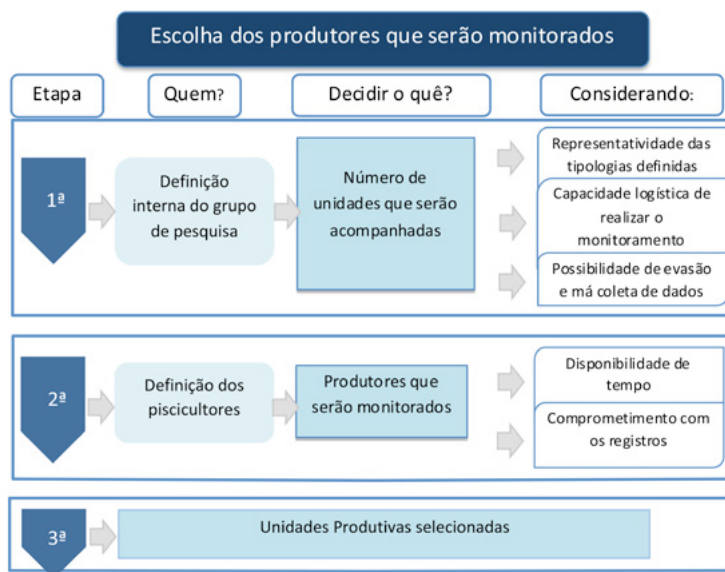 Escolha dos produtores que serão monitorados
Etapa
Quem?
Decidir o quê?
Considerando:
1ª
Definição
interna do grupo
de pesquisa
Número de
unidades que serão
acompanhadas
Representatividade das
tipologias definidas
Capacidade logística de
realizar o
monitoramento
Possibilidade de evasão
e má coleta de dados
2ª
Definição dos
piscicultores
Produtores que
serão monitorados
Disponibilidade de
tempo
Comprometimento com
os registros
3ª
Unidades Produtivas selecionadas